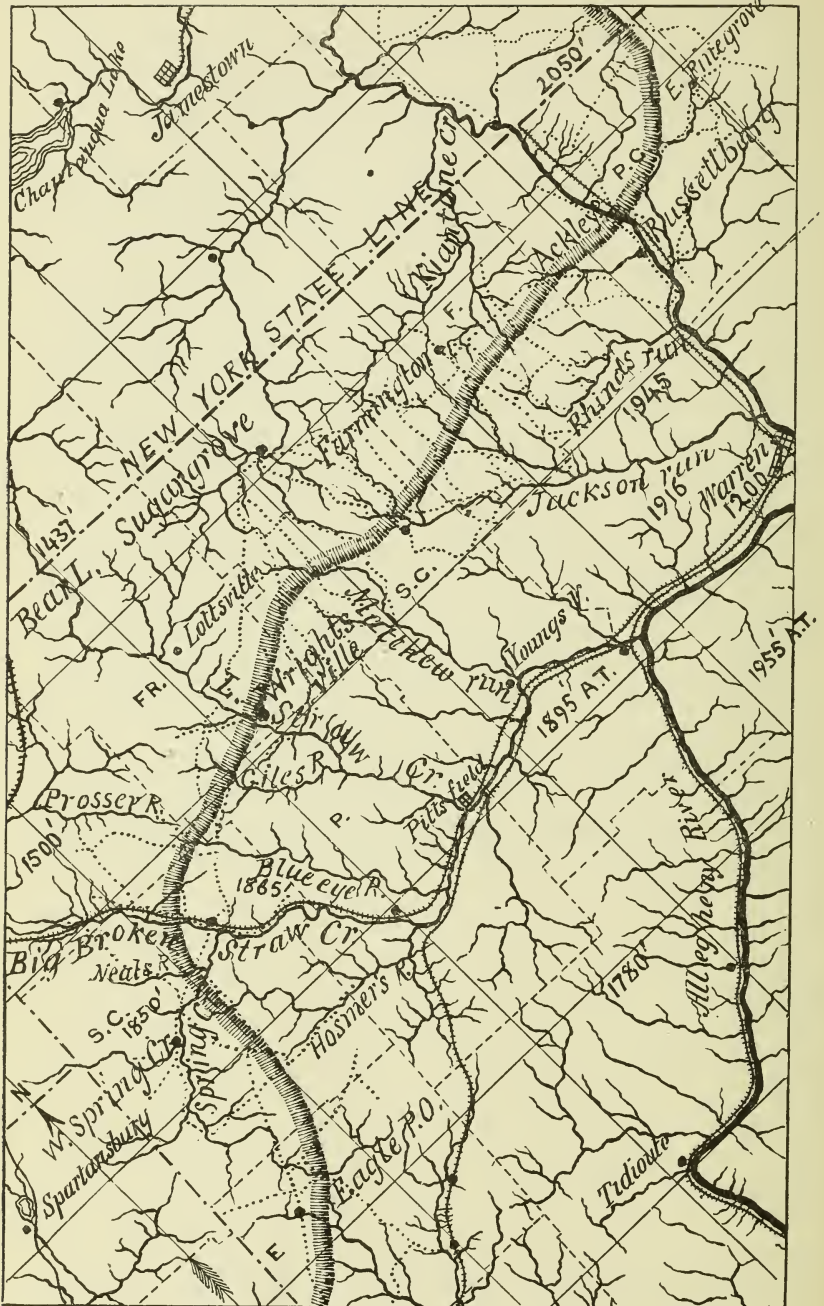 Chautauqua Lake
Jamestown
2050'
E. Pinegrove
P.C.
Russellburg
Ackley
NEW YORK STATE LINE
Kiantone Cr
F.
Farmington
Sugargrove
Rhinds run
1945
Jackson run
1916
Warren
1200
1437'
Bear L.
Lottsville
S.C.
Matthew run
Youngs V.
1895 A.T.
1955' A.T.
FR.
L.
Wrights
Ville
Straw
Cr
Giles R
Pittsfield
Prosser R.
1500'
P.
Blue eye R.
1865'
Big Broken
Straw Cr
Neals R
Allegheny River
1780'
Hosmers R.
S.C.
1850'
Spring Cr
W. Spring Cr.
N
Spartansburg
Eagle P.O.
Tidioute
E